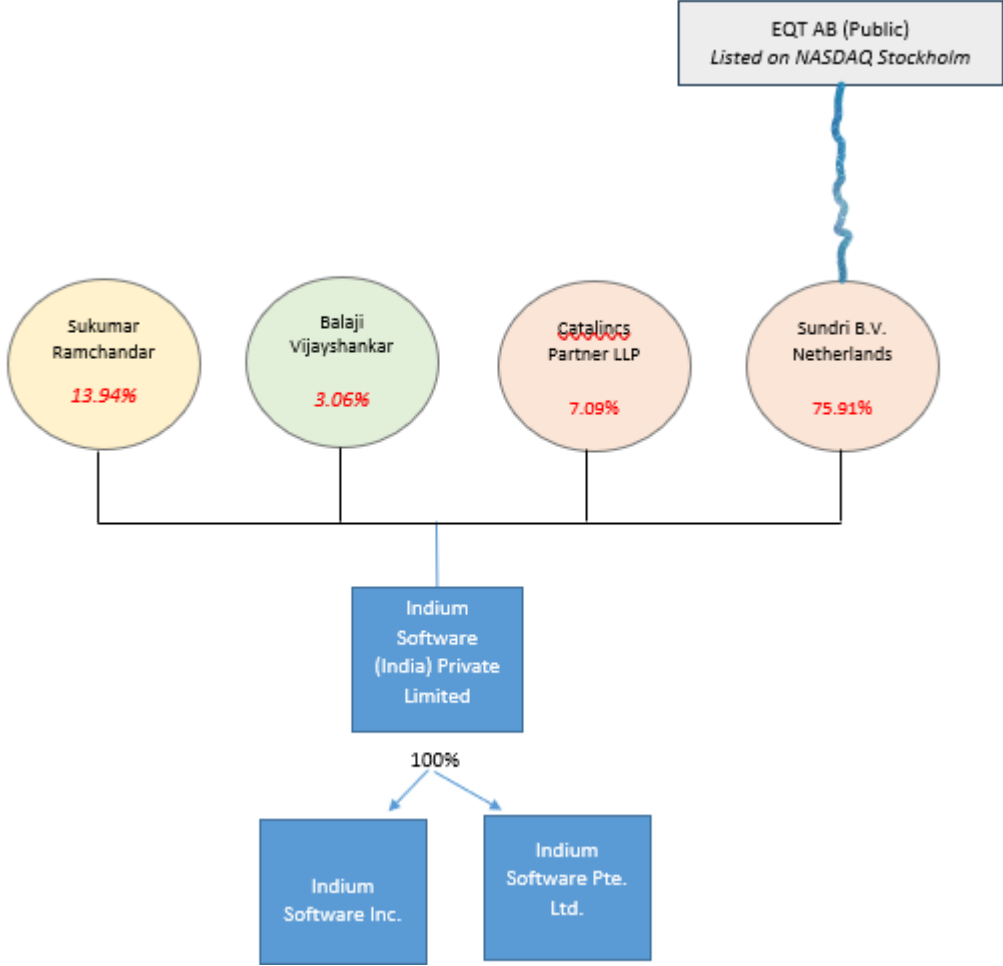 EQT AB (Public)
Listed on NASDAQ Stockholm
Sukumar
Ramchandar
13.94%
Balaji
Vijayshankar
3.06%
Catalincs
Partner LLP
7.09%
Sundri B.V.
Netherlands
75.91%
Indium
Software
(India) Private
Limited
100%
Indium
Software Inc.
Indium
Software Pte.
Ltd.